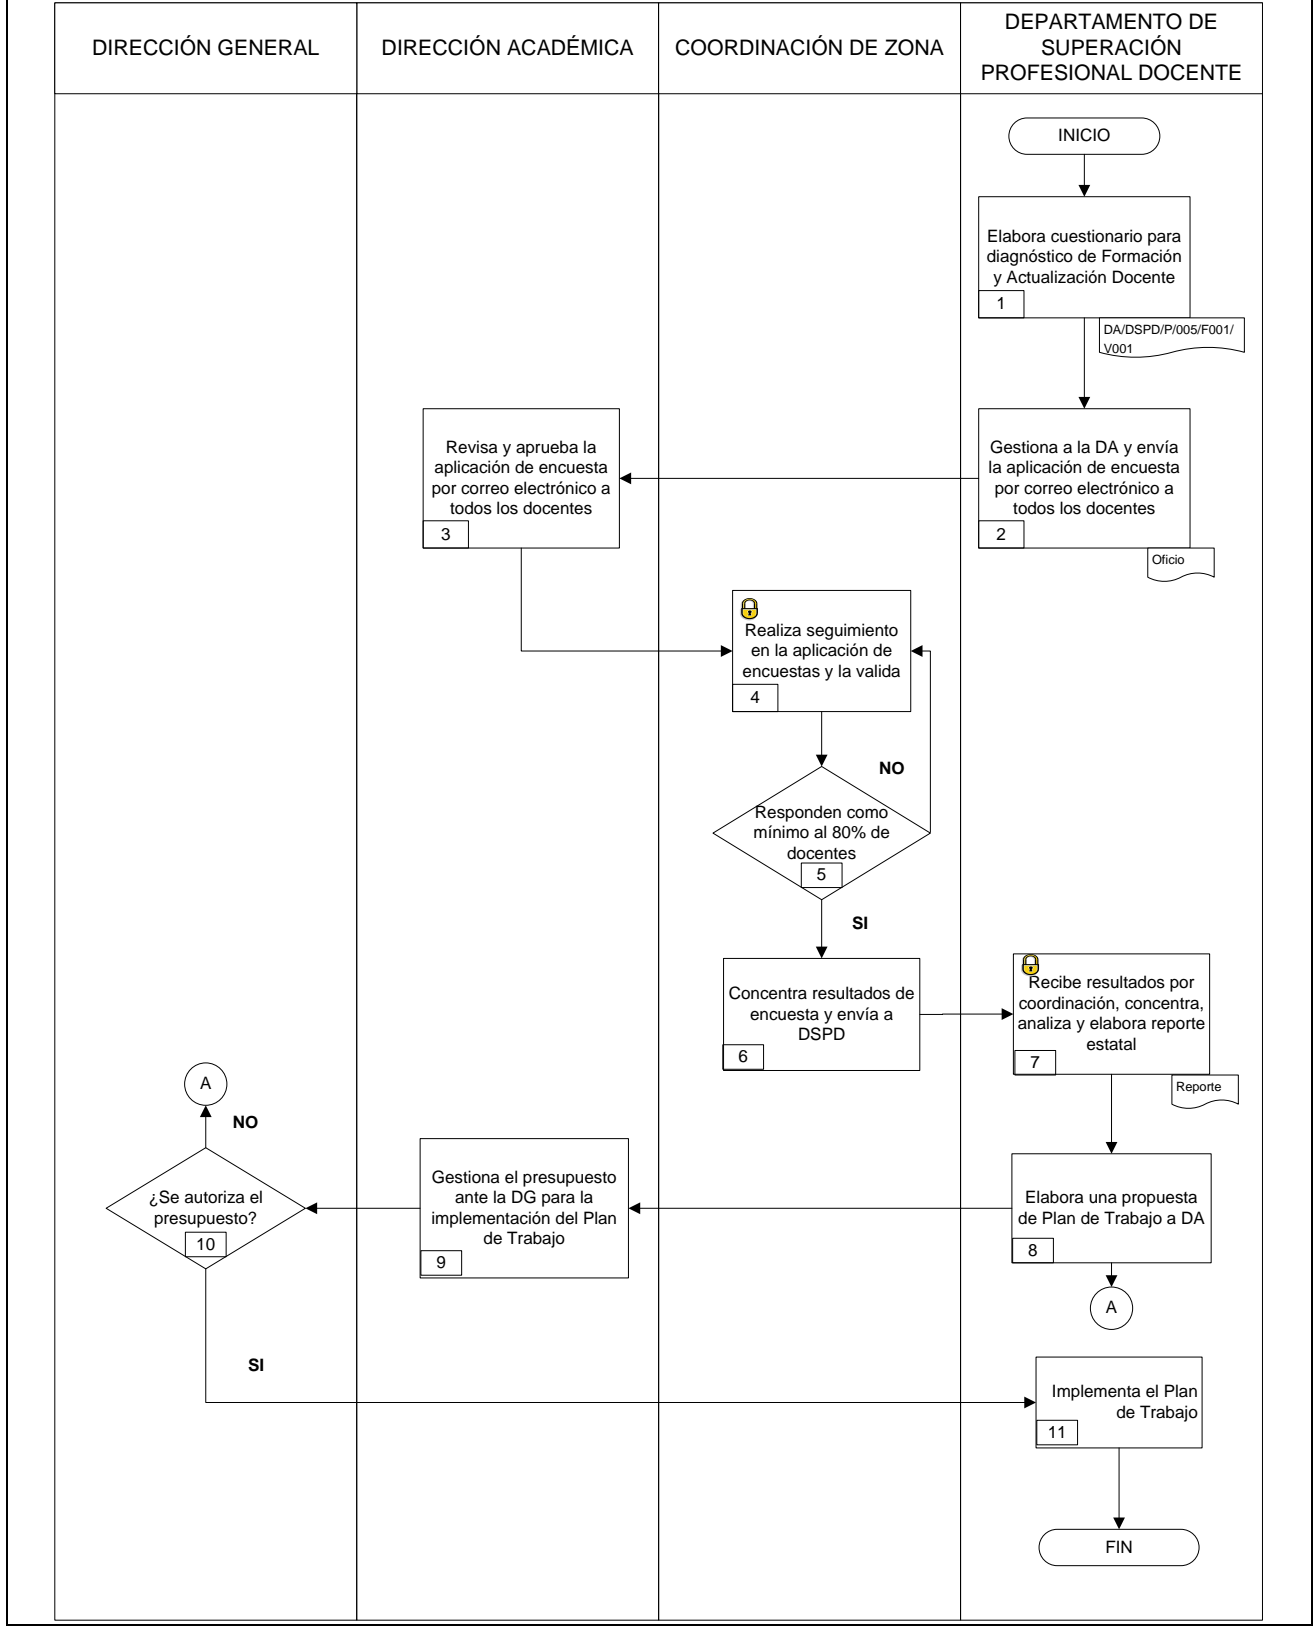 DIRECCIÓN GENERAL
DIRECCIÓN ACADÉMICA
COORDINACIÓN DE ZONA
DEPARTAMENTO DE
SUPERACIÓN
PROFESIONAL DOCENTE
INICIO
Elabora cuestionario para
diagnóstico de Formación
y Actualización Docente
1
DA/DSPD/P/005/F001/
V001
Gestiona a la DA y envía
la aplicación de encuesta
por correo electrónico a
todos los docentes
2
Oficio
Revisa y aprueba la
aplicación de encuesta
por correo electrónico a
todos los docentes
3
Realiza seguimiento
en la aplicación de
encuestas y la valida
4
NO
Responden como
mínimo al 80% de
docentes
5
SI
Concentra resultados de
encuesta y envía a
DSPD
6
Recibe resultados por
coordinación, concentra,
analiza y elabora reporte
estatal
7
Reporte
Elabora una propuesta
de Plan de Trabajo a DA
8
A
Gestiona el presupuesto
ante la DG para la
implementación del Plan
de Trabajo
9
A
NO
¿Se autoriza el
presupuesto?
10
SI
Implementa el Plan
de Trabajo
11
FIN